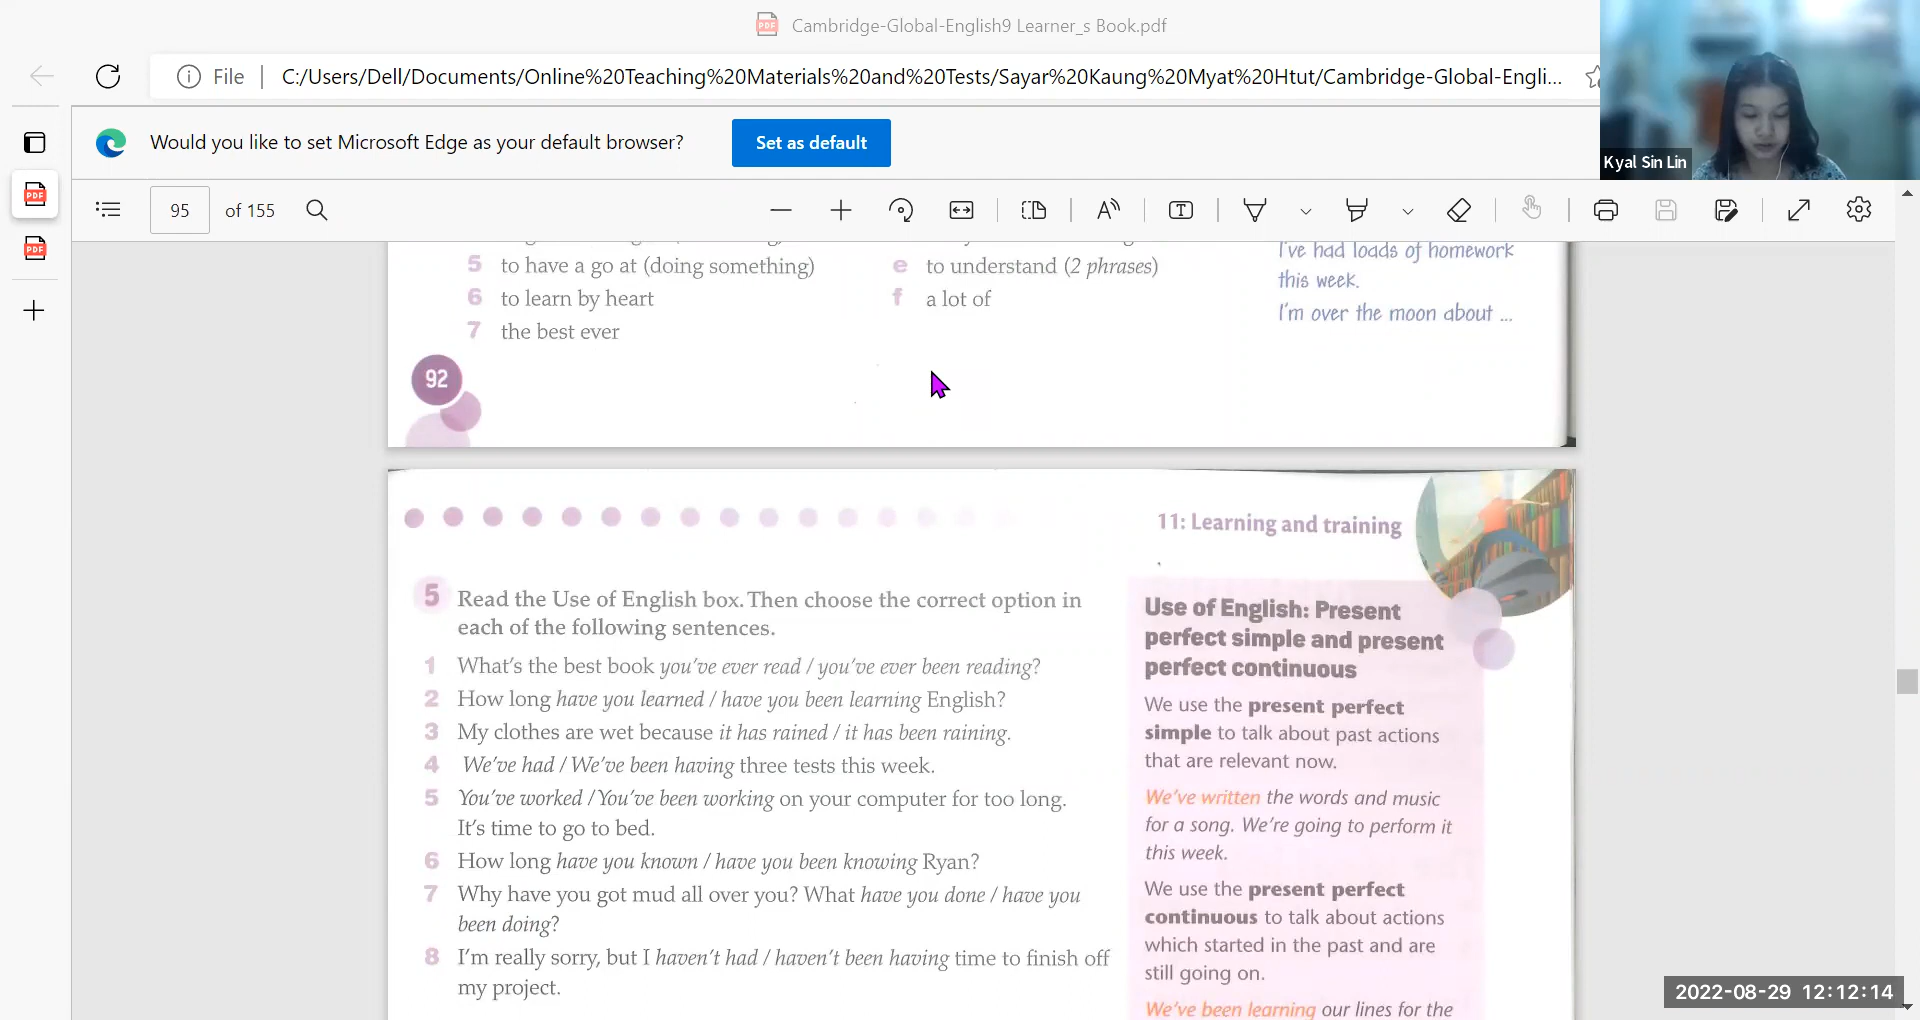 Cambridge-Global-English9 Learner_s Book.pdf
File
C:/Users/Dell/Documents/Online%20Teaching%20Materials%20and%20Tests/Sayar%20Kaung%20Myat%20Htut/Cambridge-Global-Engli...
Would you like to set Microsoft Edge as your default browser?
Set as default
Kyal Sin Lin
95
of 155
5 to have a go at (doing something)
6 to learn by heart
7 the best ever
e to understand (2 phrases)
f a lot of
I've had loads of homework
this week.
I'm over the moon about ...
92
11: Learning and training
5 Read the Use of English box. Then choose the correct option in
each of the following sentences.
1 What's the best book you've ever read / you've ever been reading?
2 How long have you learned / have you been learning English?
3 My clothes are wet because it has rained / it has been raining.
4 We've had / We've been having three tests this week.
5 You've worked / You've been working on your computer for too long.
It's time to go to bed.
6 How long have you known / have you been knowing Ryan?
7 Why have you got mud all over you? What have you done / have you
been doing?
8 I'm really sorry, but I haven't had / haven't been having time to finish off
my project.
Use of English: Present
perfect simple and present
perfect continuous
We use the present perfect
simple to talk about past actions
that are relevant now.
We've written the words and music
for a song. We're going to perform it
this week.
We use the present perfect
continuous to talk about actions
which started in the past and are
still going on.
We've been learning our lines for the
2022-08-29 12:12:14